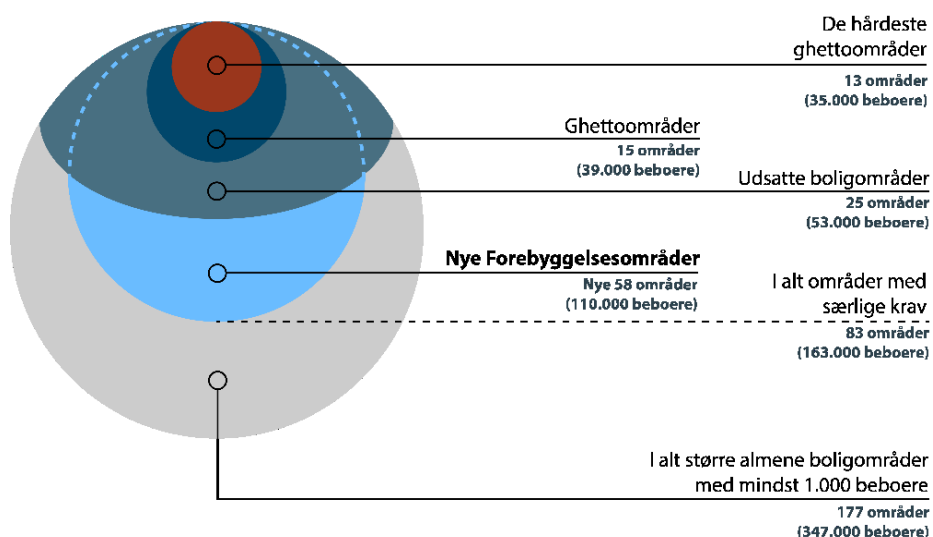 De hårdeste
ghettoområder
13 områder
(35.000 beboere)
Ghettoområder
15 områder
(39.000 beboere)
Udsatte boligområder
25 områder
(53.000 beboere)
Nye Forebyggelsesområder
Nye 58 områder
(110.000 beboere)
I alt områder med
særlige krav
83 områder
(163.000 beboere)
I alt større almene boligområder
med mindst 1.000 beboere
177 områder
(347.000 beboere)